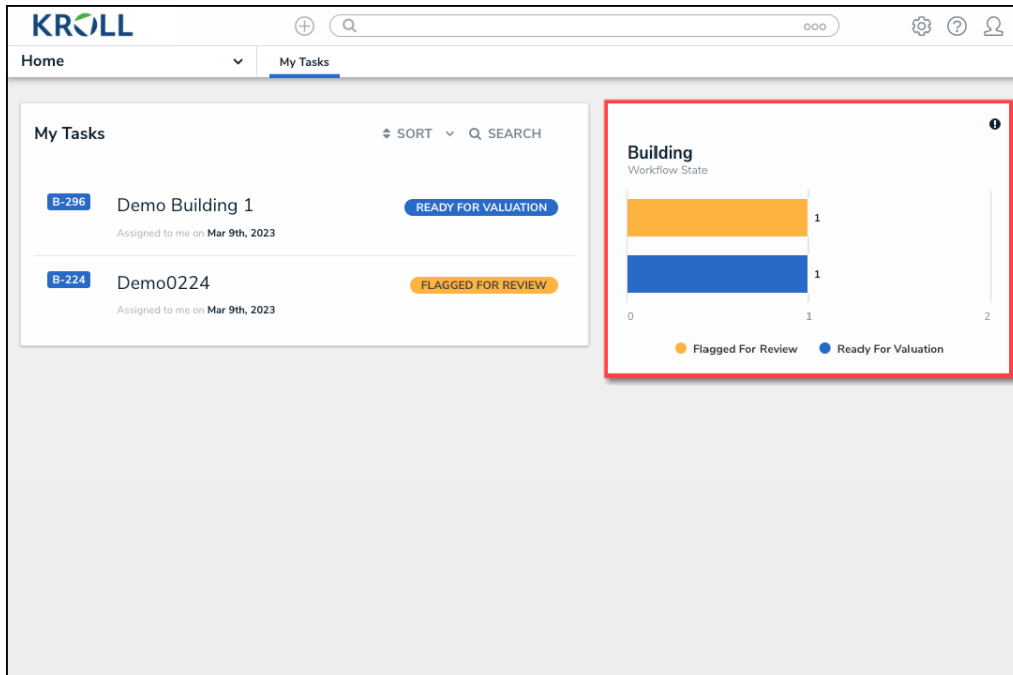 KROLL
Home
My Tasks
My Tasks
SORT
SEARCH
B-296
Demo Building 1
READY FOR VALUATION
Assigned to me on Mar 9th, 2023
B-224
Demo0224
FLAGGED FOR REVIEW
Assigned to me on Mar 9th, 2023
Building
Workflow State
1
1
0 1 2
Flagged For Review Ready For Valuation